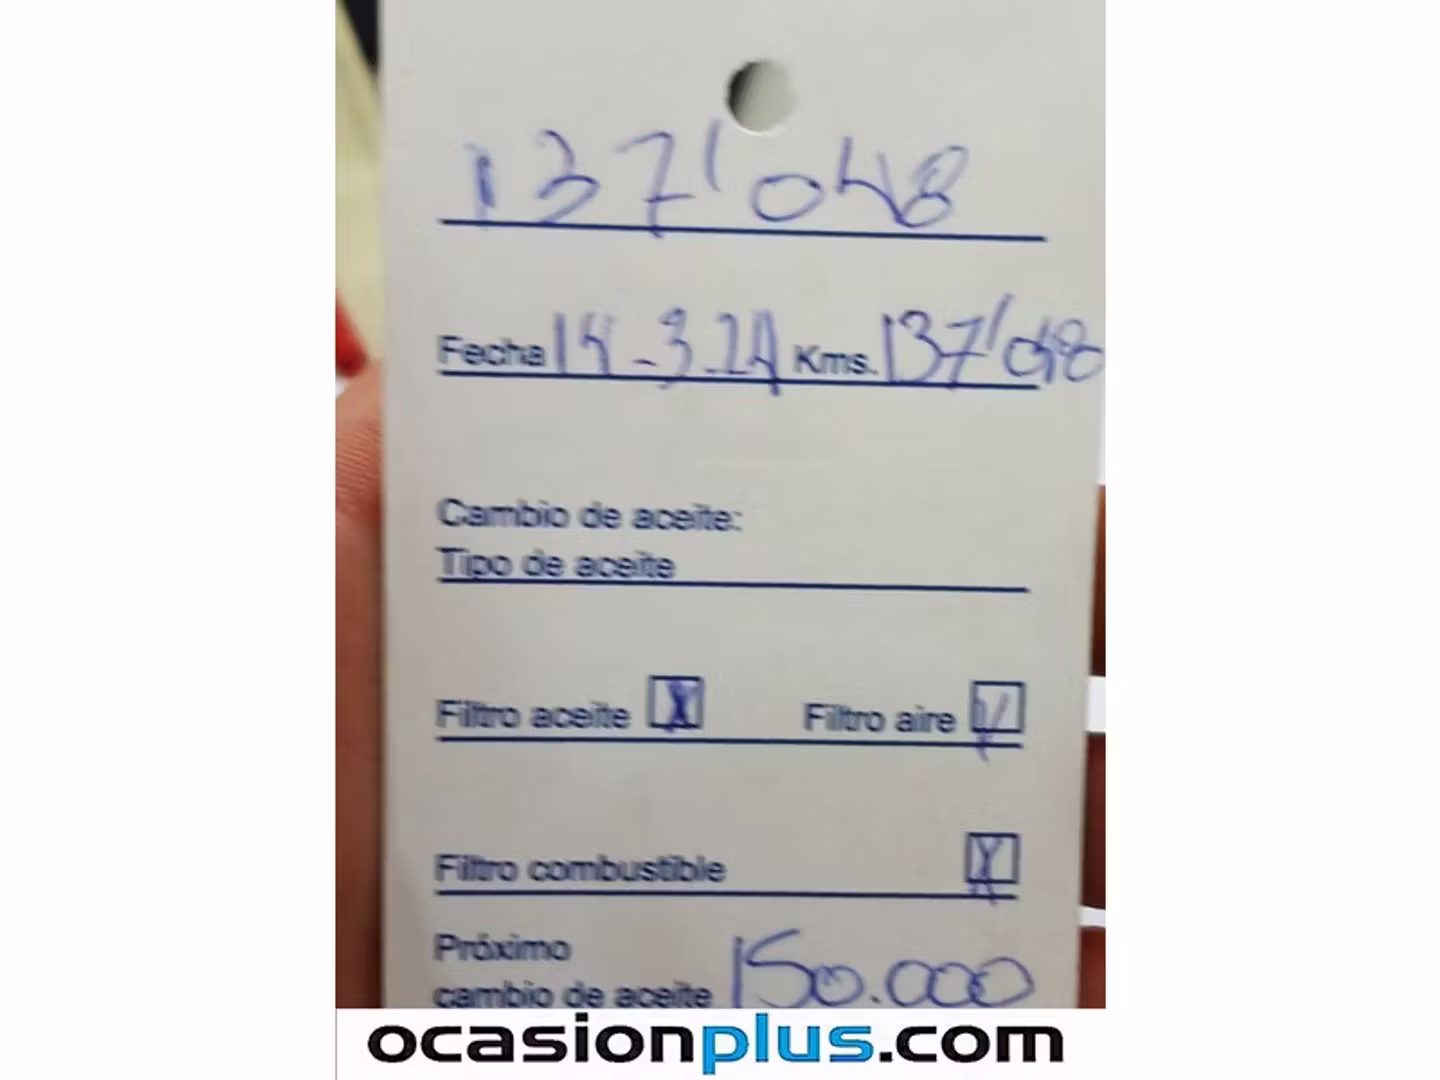 137'048
Fecha 14-3-24 Kms. 137'048
Cambio de aceite:
Tipo de aceite
Filtro aceite X Filtro aire
Filtro combustible X
Próximo
cambio de aceite 150.000
ocasionplus.com